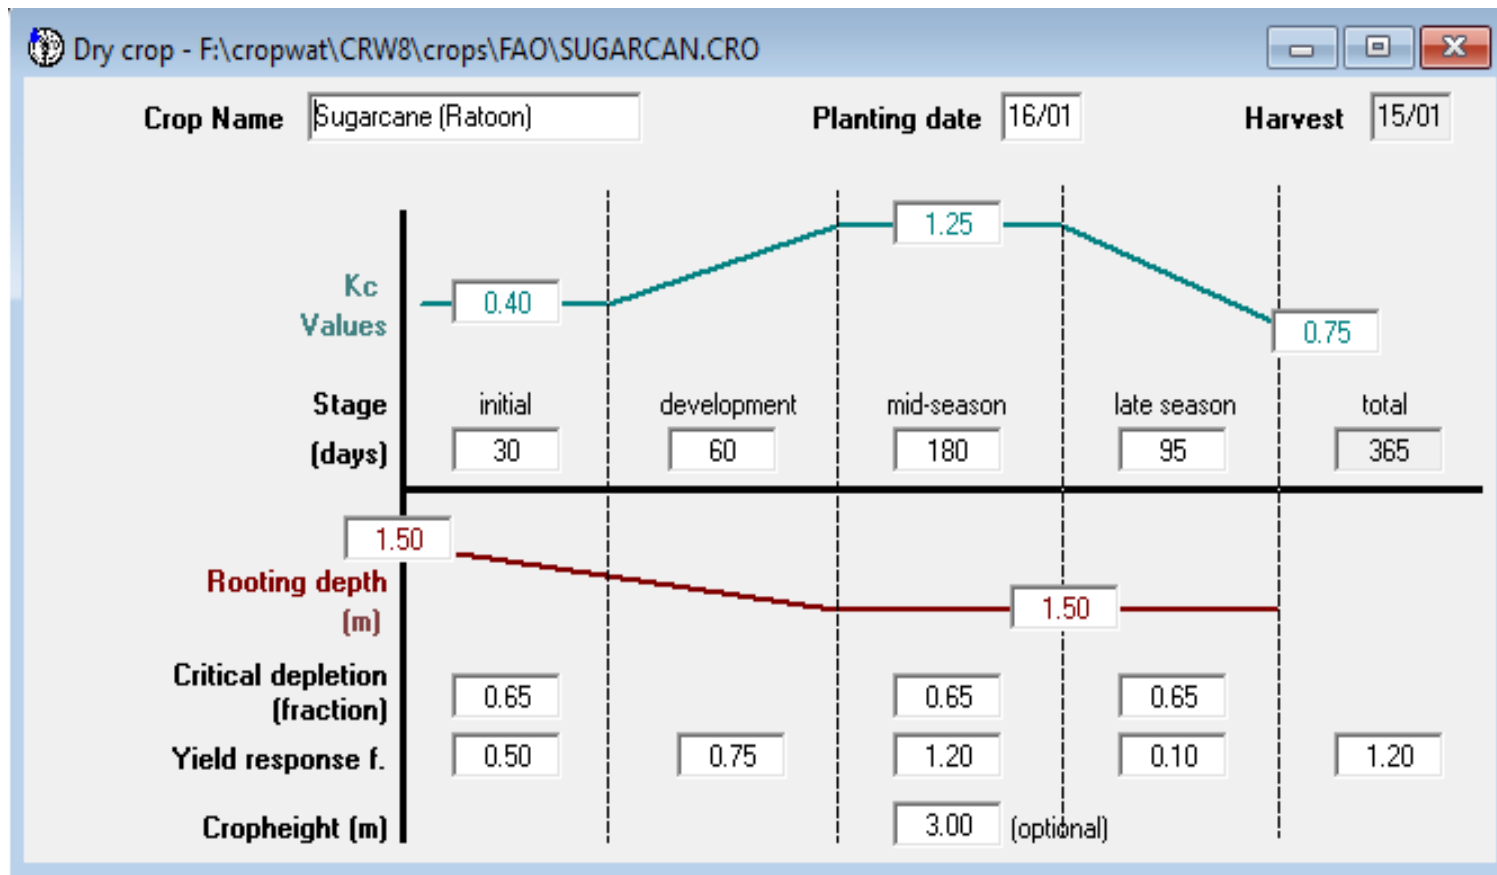 Dry crop - F:\cropwat\CRW8\crops\FAO\SUGARCAN.CRO
Crop Name Sugarcane (Ratoon) Planting date 16/01 Harvest 15/01
1.25
Kc
Values
0.40
0.75
Stage initial development mid-season late season total
(days) 30 60 180 95 365
1.50
Rooting depth
(m)
1.50
Critical depletion
(fraction) 0.65 0.65 0.65
Yield response f. 0.50 0.75 1.20 0.10 1.20
Cropheight (m) 3.00 (optional)